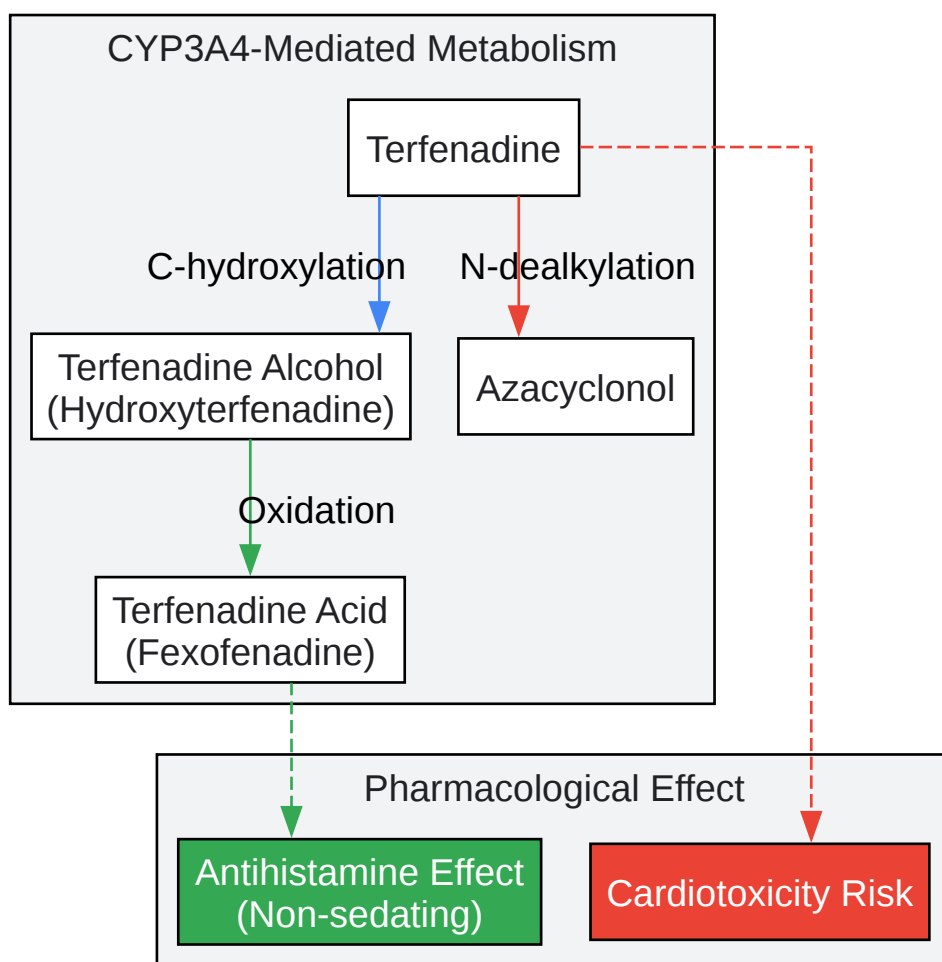 CYP3A4-Mediated Metabolism
Terfenadine
C-hydroxylation
N-dealkylation
Terfenadine Alcohol
(Hydroxyterfenadine)
Azacyclonol
Oxidation
Terfenadine Acid
(Fexofenadine)
Pharmacological Effect
Antihistamine Effect
(Non-sedating)
Cardiotoxicity Risk